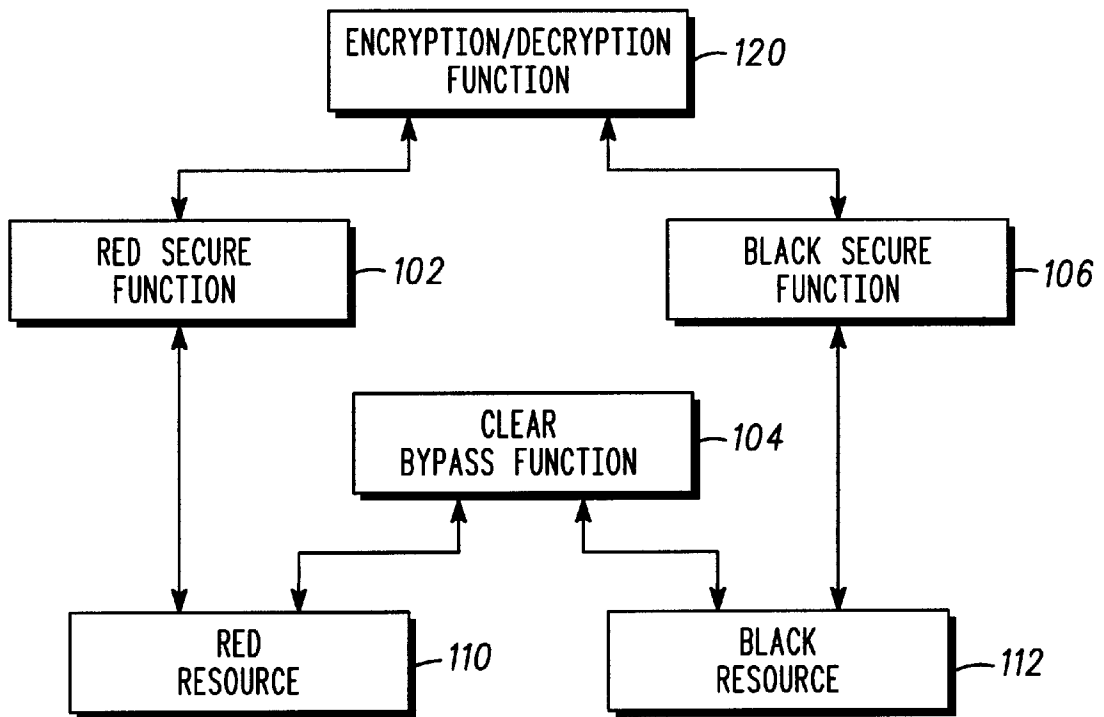 ENCRYPTION/DECRYPTION
FUNCTION
120
RED SECURE
FUNCTION
102
BLACK SECURE
FUNCTION
106
CLEAR
BYPASS FUNCTION
104
RED
RESOURCE
110
BLACK
RESOURCE
112